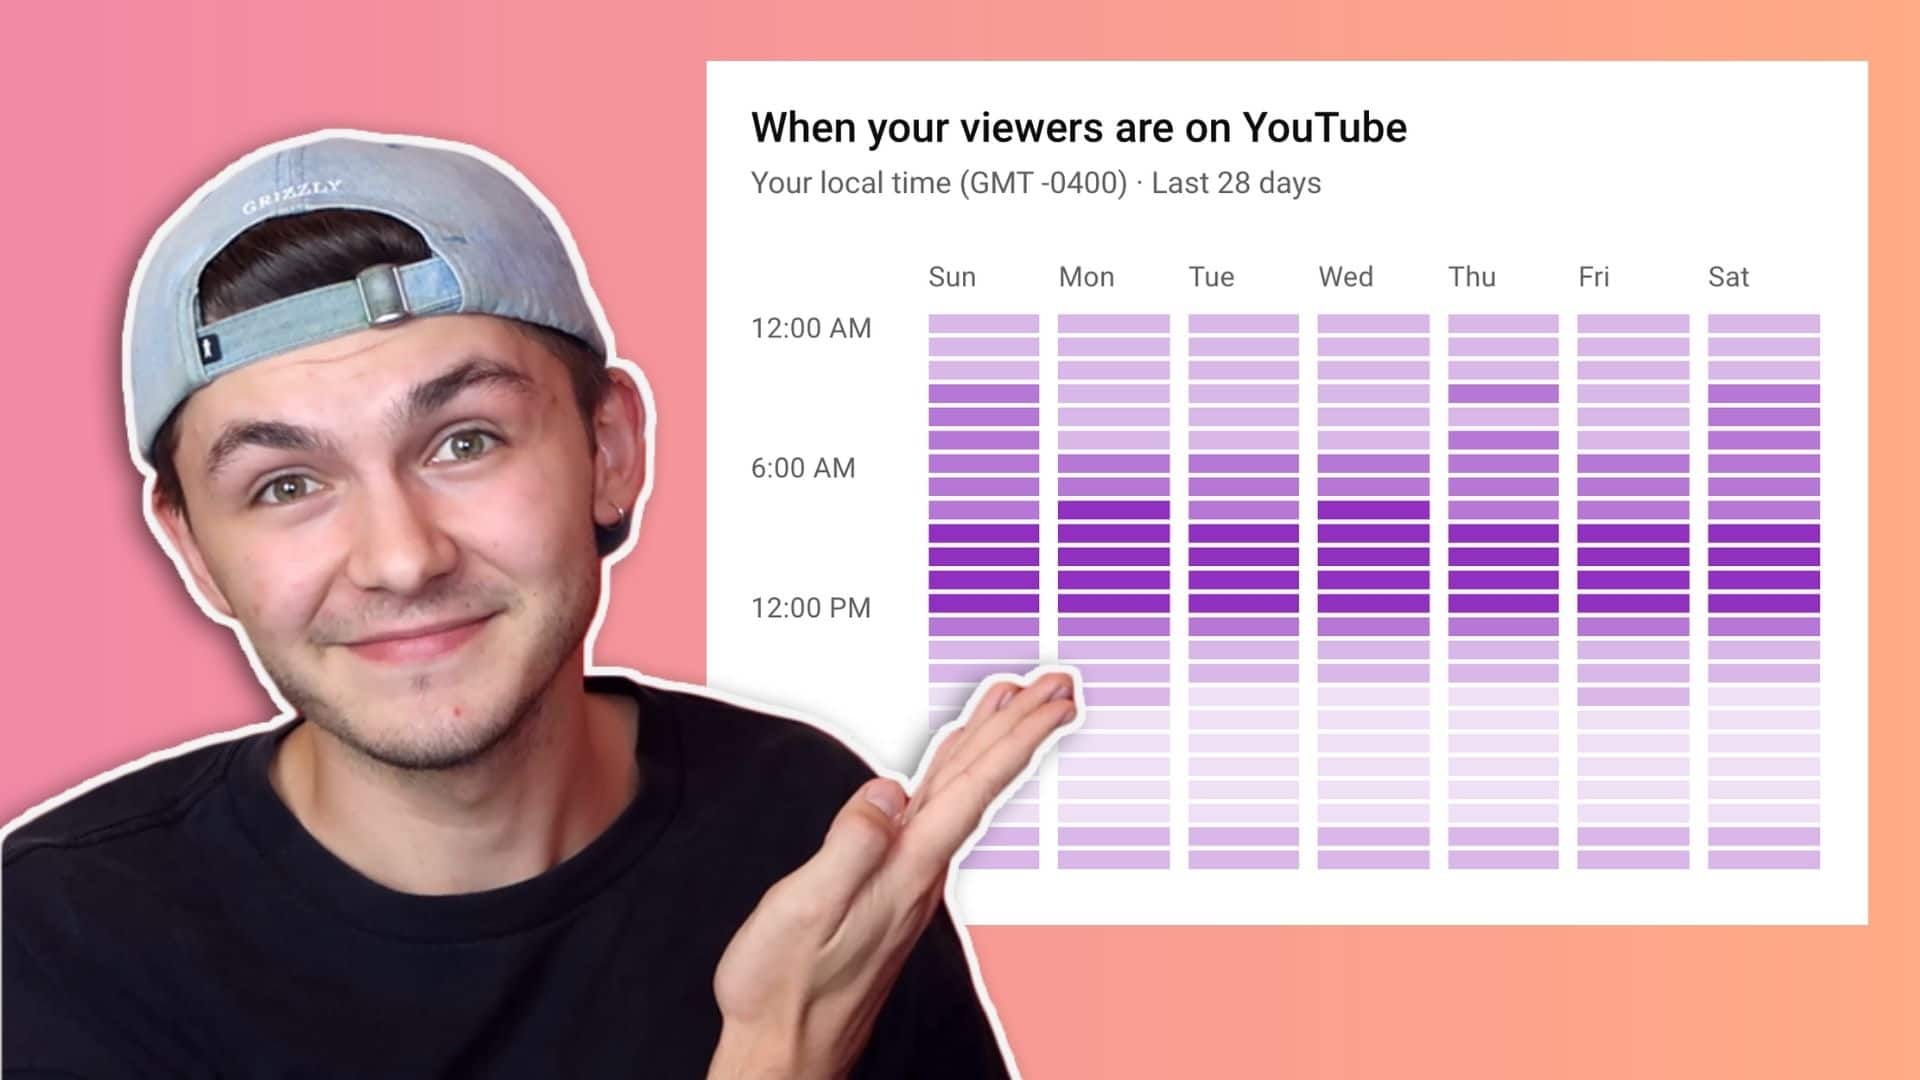 GRIZZLY
When your viewers are on YouTube
Your local time (GMT -0400) · Last 28 days
Sun Mon Tue Wed Thu Fri Sat
12:00 AM
6:00 AM
12:00 PM